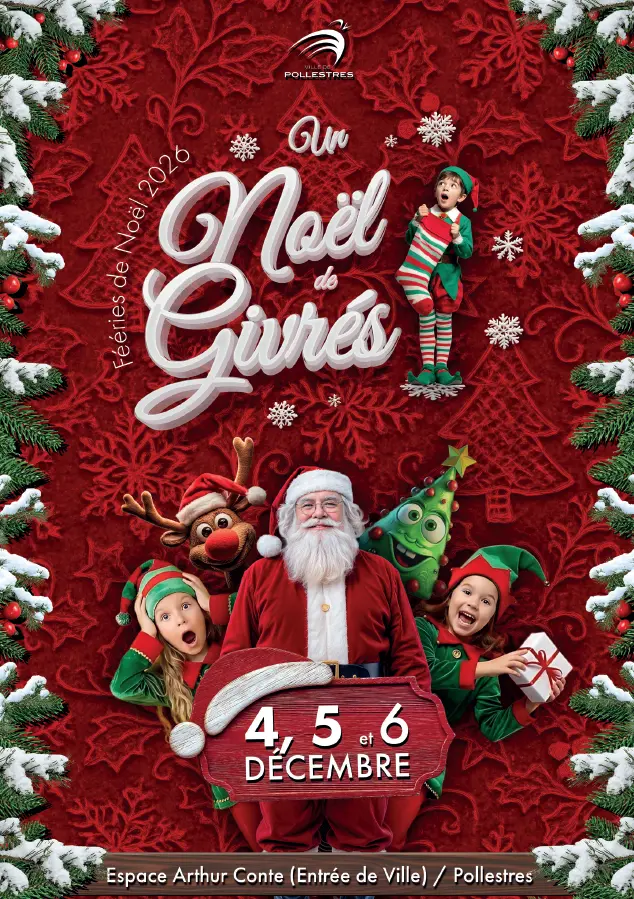 VILLE DE
POLLESTRES
Féeries de Noël 2026
Un
Noël
de
Givrés
4, 5 et 6
DÉCEMBRE
Espace Arthur Conte (Entrée de Ville) / Pollestres